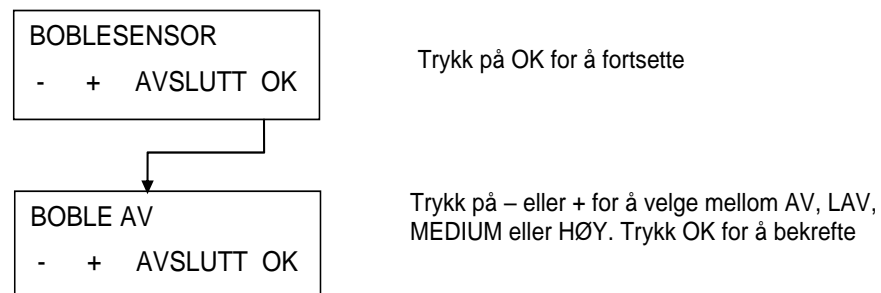 BOBLESENSOR
- + AVSLUTT OK
Trykk på OK for å fortsette
BOBLE AV
- + AVSLUTT OK
Trykk på – eller + for å velge mellom AV, LAV,
MEDIUM eller HØY. Trykk OK for å bekrefte